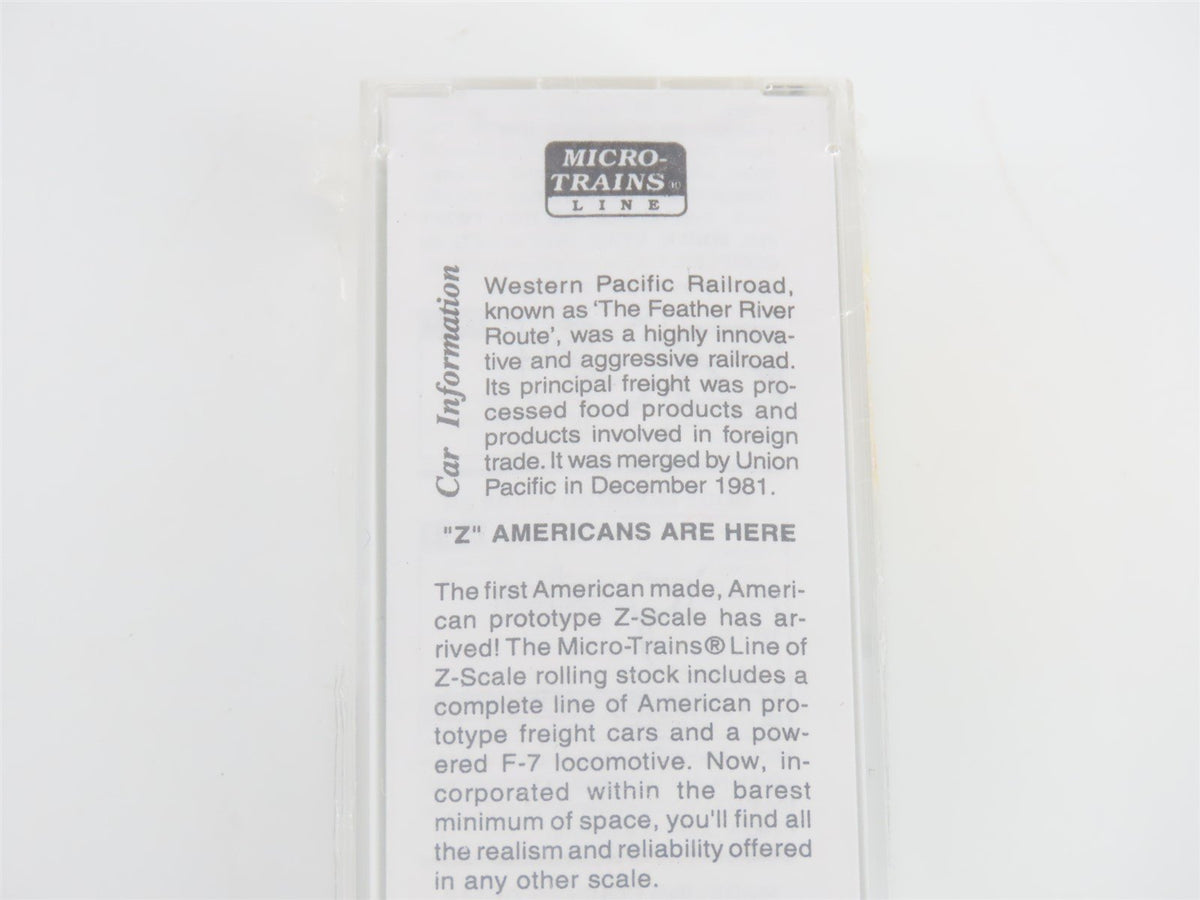 MICRO-
TRAINS®
LINE
Car Information
Western Pacific Railroad,
known as 'The Feather River
Route', was a highly innova-
tive and aggressive railroad.
Its principal freight was pro-
cessed food products and
products involved in foreign
trade. It was merged by Union
Pacific in December 1981.
"Z" AMERICANS ARE HERE
The first American made, Ameri-
can prototype Z-Scale has ar-
rived! The Micro-Trains® Line of
Z-Scale rolling stock includes a
complete line of American pro-
totype freight cars and a pow-
ered F-7 locomotive. Now, in-
corporated within the barest
minimum of space, you'll find all
the realism and reliability offered
in any other scale.